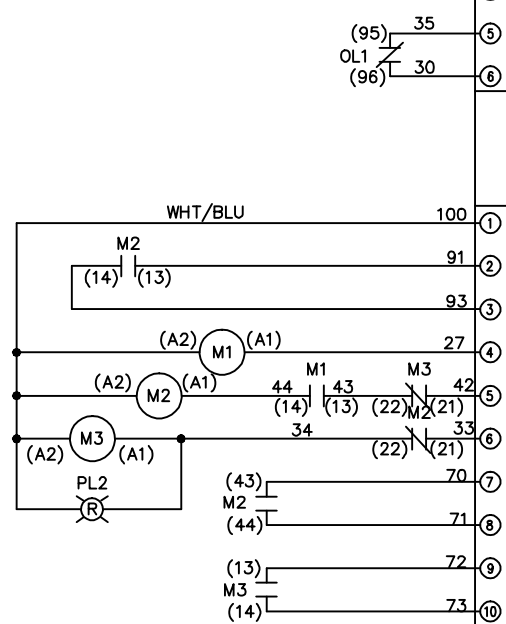 (95) 35 5
OL1
(96) 30 6
WHT/BLU 100 1
M2 91 2
(14) (13)
93 3
(A2) M1 (A1) 27 4
M1 M3
(A2) M2 (A1) 44 43 42 5
(14) (13) (22) (21)
M2
M3 34 33 6
(A2) (A1) (22) (21)
PL2
R
(43) 70 7
M2
(44) 71 8
(13) 72 9
M3
(14) 73 10